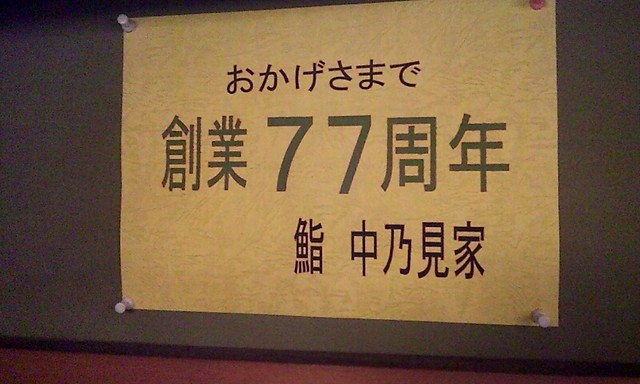 おかげさまで
創業７７周年
鮨 中乃見家